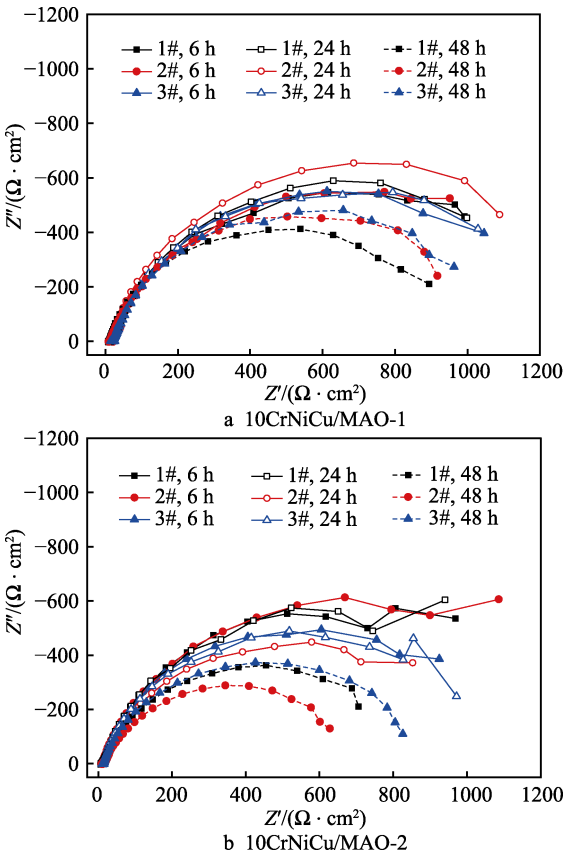 −1200
−1000
−800
−600
−400
−200
0
Z″/(Ω · cm²)
1#, 6 h 1#, 24 h 1#, 48 h
2#, 6 h 2#, 24 h 2#, 48 h
3#, 6 h 3#, 24 h 3#, 48 h
0 200 400 600 800 1000 1200
Z′/(Ω · cm²)
a 10CrNiCu/MAO-1
−1200
−1000
−800
−600
−400
−200
0
Z″/(Ω · cm²)
1#, 6 h 1#, 24 h 1#, 48 h
2#, 6 h 2#, 24 h 2#, 48 h
3#, 6 h 3#, 24 h 3#, 48 h
0 200 400 600 800 1000 1200
Z′/(Ω · cm²)
b 10CrNiCu/MAO-2